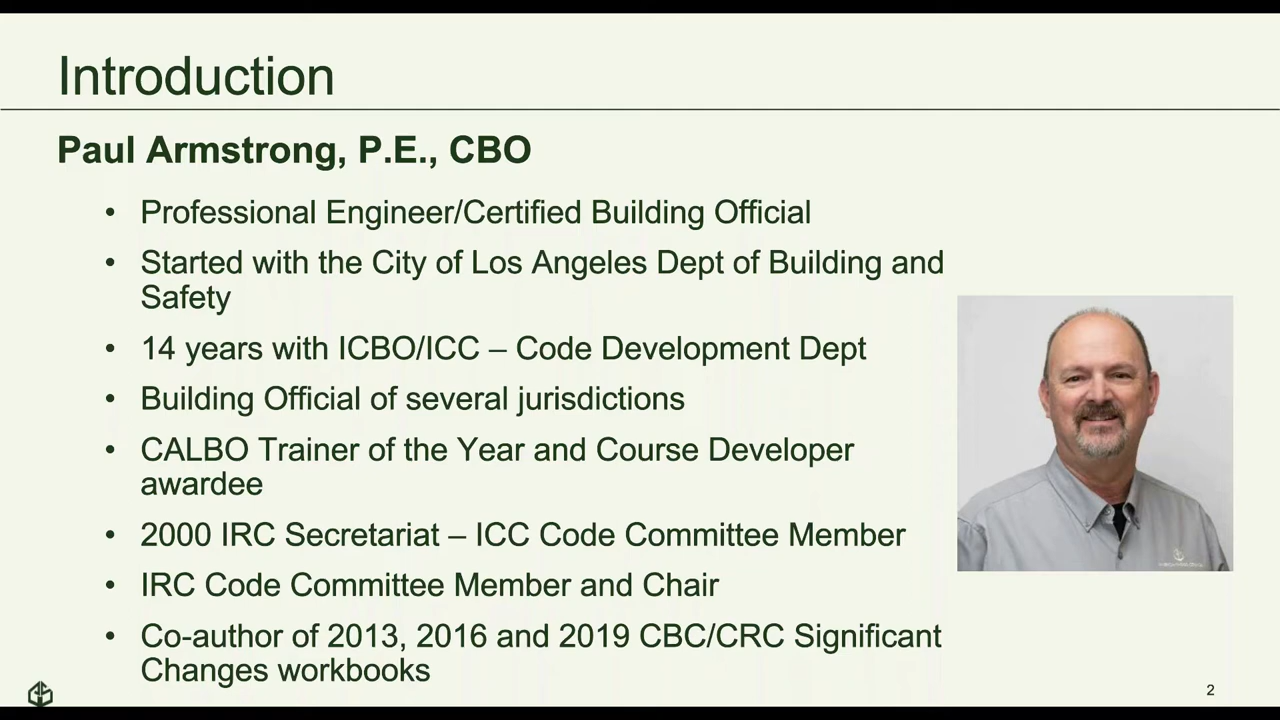 Introduction
Paul Armstrong, P.E., CBO
• Professional Engineer/Certified Building Official
• Started with the City of Los Angeles Dept of Building and
Safety
• 14 years with ICBO/ICC – Code Development Dept
• Building Official of several jurisdictions
• CALBO Trainer of the Year and Course Developer
awardee
• 2000 IRC Secretariat – ICC Code Committee Member
• IRC Code Committee Member and Chair
• Co-author of 2013, 2016 and 2019 CBC/CRC Significant
Changes workbooks
2